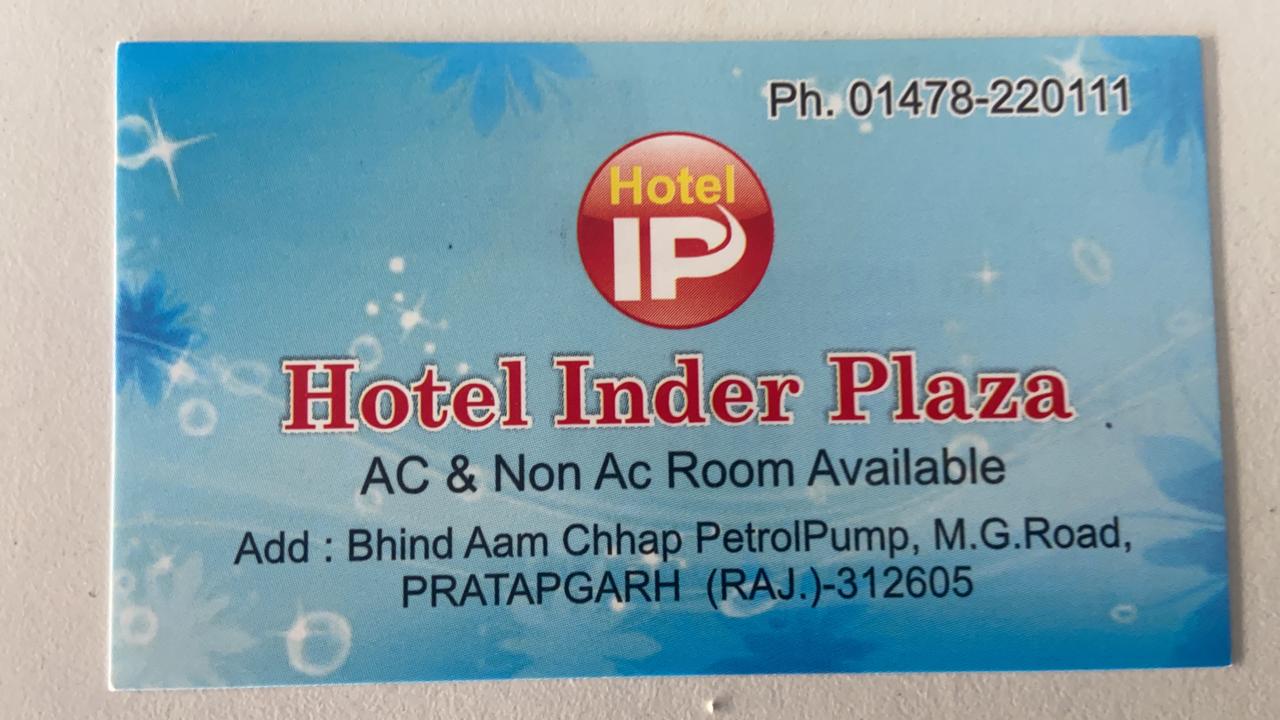 Ph. 01478-220111
Hotel
IP
Hotel Inder Plaza
AC & Non Ac Room Available
Add : Bhind Aam Chhap PetrolPump, M.G.Road,
PRATAPGARH (RAJ.)-312605